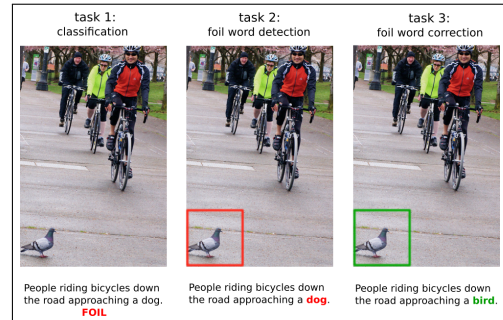 task 1:
classification
task 2:
foil word detection
task 3:
foil word correction
People riding bicycles down
the road approaching a dog.
FOIL
People riding bicycles down
the road approaching a dog.
People riding bicycles down
the road approaching a bird.